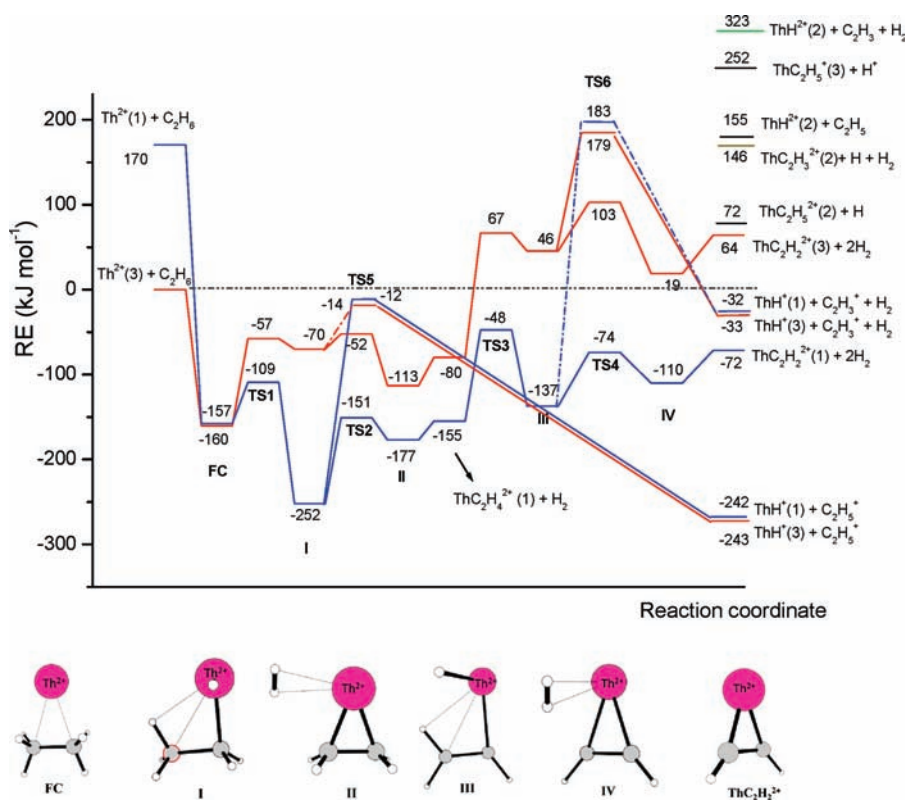 323
ThH²⁺(2) + C₂H₃ + H₂
252
ThC₂H₅⁺(3) + H⁺
TS6
200
Th²⁺(1) + C₂H₆
183
155
ThH²⁺(2) + C₂H₅
170
179
146
ThC₂H₃²⁺(2)+ H + H₂
100
67
46
103
72
ThC₂H₅²⁺(2) + H
64
ThC₂H₂²⁺(3) + 2H₂
Th²⁺(3) + C₂H₆
TS5
19
0
-14
-12
-32
ThH⁺(1) + C₂H₃⁺ + H₂
-57
-70
-48
-33
ThH⁺(3) + C₂H₃⁺ + H₂
-52
TS3
-74
ThC₂H₂²⁺(1) + 2H₂
-72
RE (kJ mol⁻¹)
-100
-109
TS1
-113
-80
TS4
-110
-137
-157
-151
III
IV
-160
TS2
-155
FC
-177
II
-200
ThC₂H₄²⁺ (1) + H₂
-252
-242
ThH⁺(1) + C₂H₅⁺
I
ThH⁺(3) + C₂H₅⁺
-243
-300
Reaction coordinate
Th²⁺
Th²⁺
Th²⁺
Th²⁺
Th²⁺
Th²⁺
FC
I
II
III
IV
ThC₂H₂²⁺